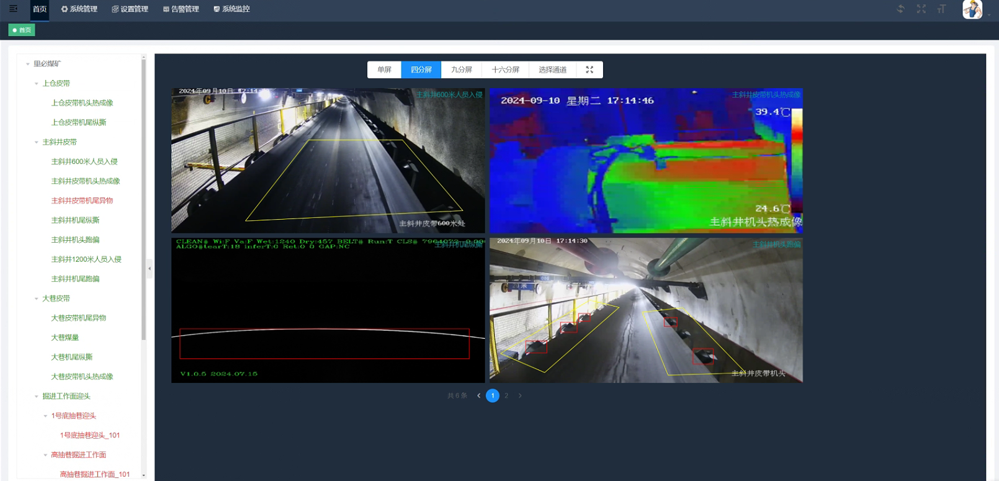 首页 系统管理 设置管理 告警管理 系统监控
首页
里必煤矿
上仓皮带
上仓皮带机头热成像
上仓皮带机尾纵撕
主斜井皮带
主斜井600米人员入侵
主斜井皮带机头热成像
主斜井皮带机尾异物
主斜井机尾纵撕
主斜井机头跑偏
主斜井1200米人员入侵
主斜井机尾跑偏
大巷皮带
大巷皮带机尾异物
大巷煤量
大巷机尾纵撕
大巷皮带机头热成像
掘进工作面迎头
1号底抽巷迎头
1号底抽巷迎头_101
高抽巷掘进工作面
高抽巷掘进工作面_101
单屏 四分屏 九分屏 十六分屏 选择通道
2024年09月10日 17:14:
主斜井600米人员入侵
主斜井皮带600米处
主斜井皮带机头热成像
2024-09-10 星期二 17:14:46
39.4℃
24.6℃
主斜井机头热成像
CLEAN# Wi:F Va:F Wet:1240 Dry:457 BELT# Run:T CLS#
ALGO#tearT:18 inferT:0 Ret:0 0 GAP:NC
主斜井机尾纵撕
V1.0.5 2024.07.15
2024年09月10日 17:14:30
主斜井机头跑偏
主斜井皮带机头
共 6 条 1 2